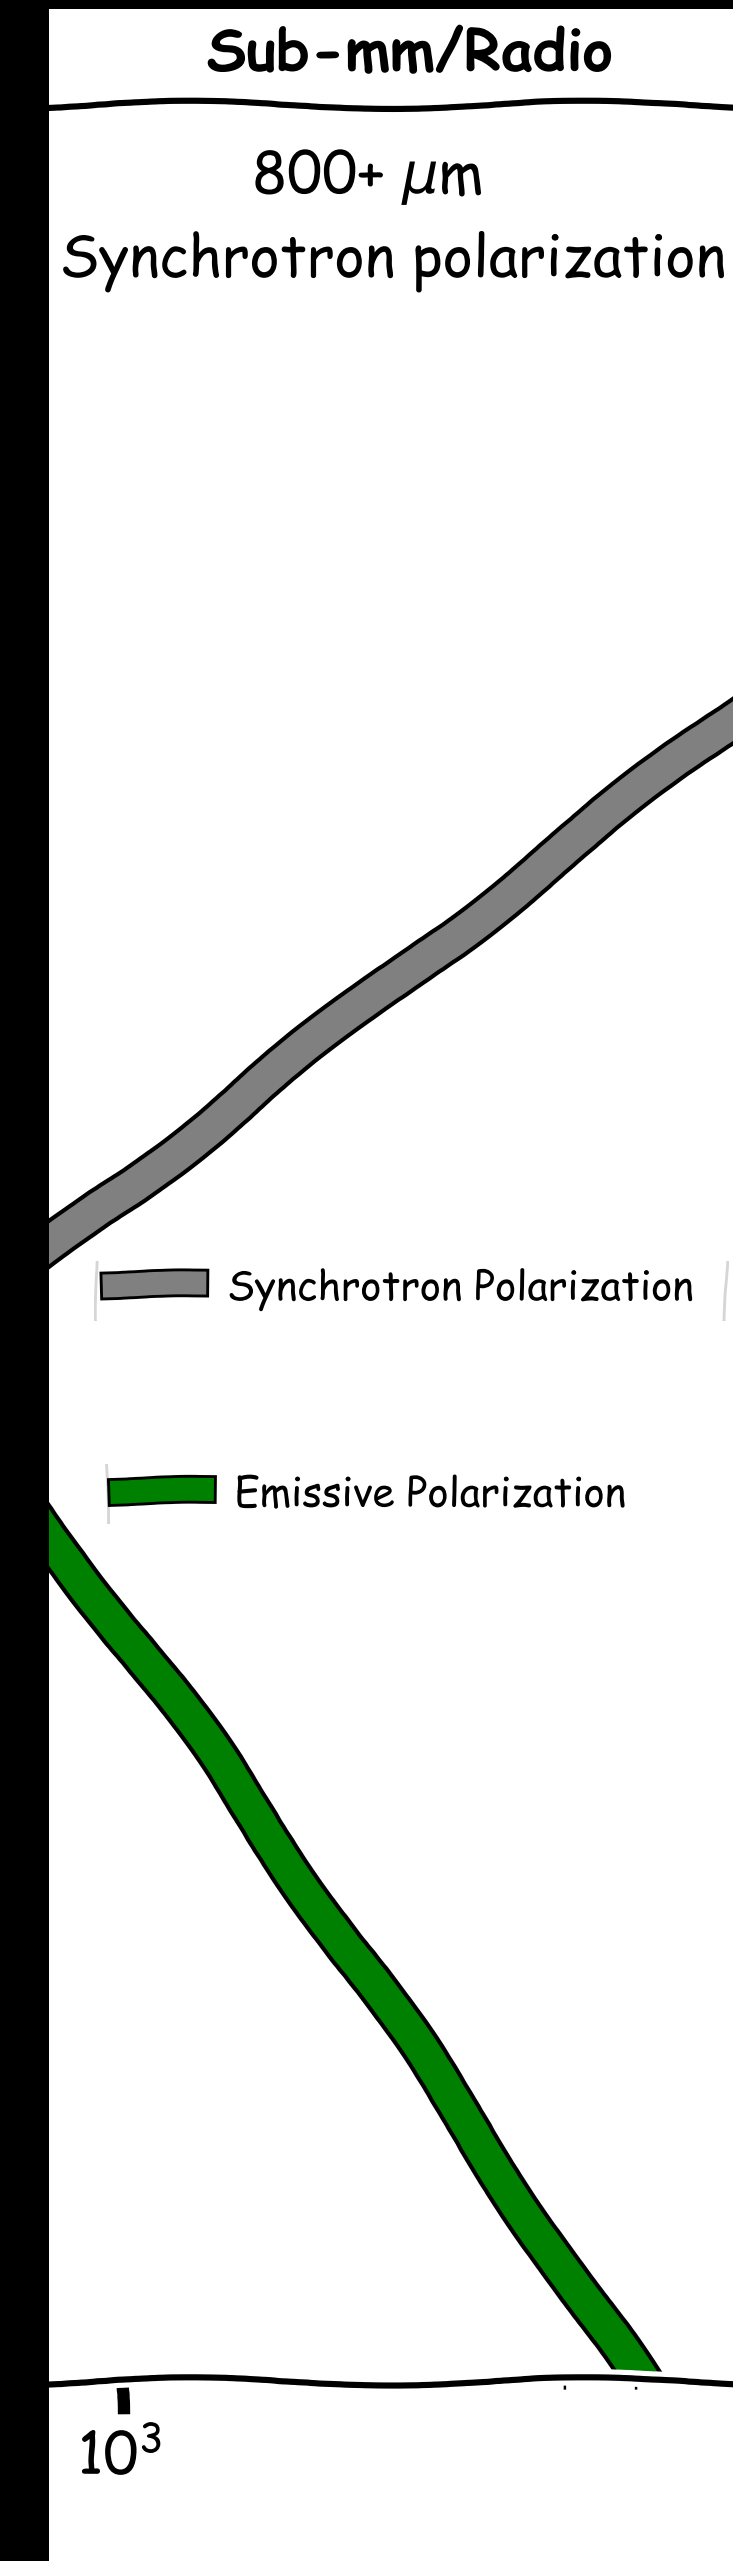 Sub-mm/Radio
800+ μm
Synchrotron polarization
Synchrotron Polarization
Emissive Polarization
10³